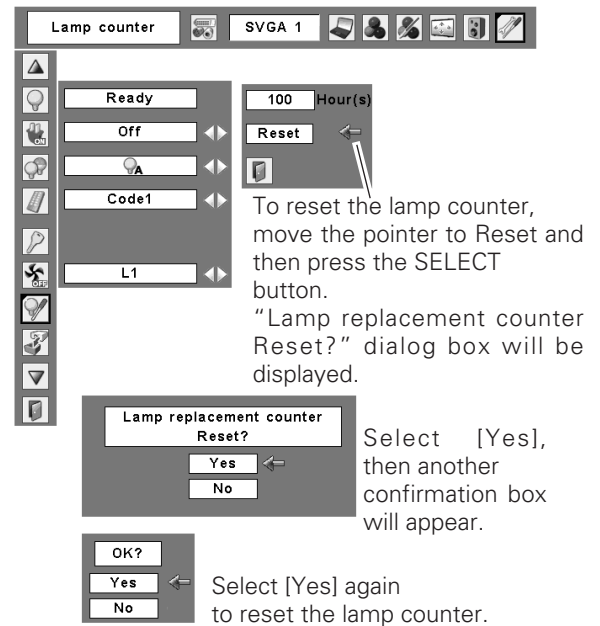 Lamp counter
SVGA 1
Ready
100 Hour(s)
ON
Off
Reset
A
Code1
OFF
L1
To reset the lamp counter,
move the pointer to Reset and
then press the SELECT
button.
“Lamp replacement counter
Reset?” dialog box will be
displayed.
Lamp replacement counter
Reset?
Yes
No
Select [Yes],
then another
confirmation box
will appear.
OK?
Yes
No
Select [Yes] again
to reset the lamp counter.